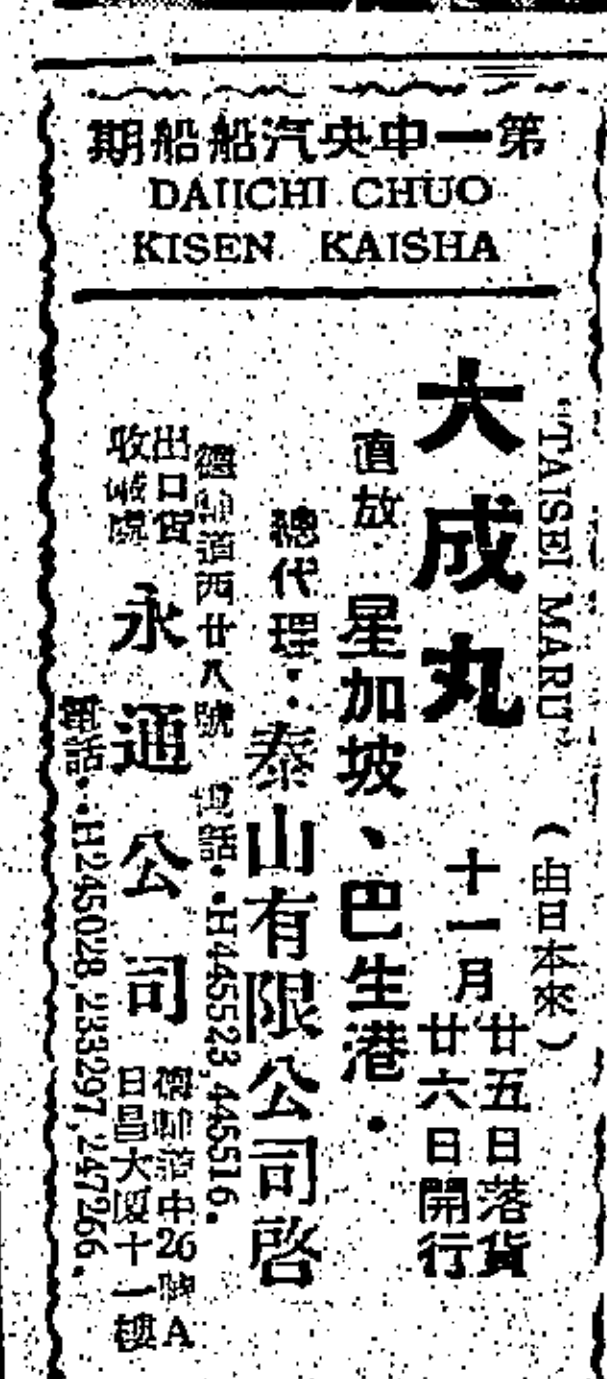 第一中央汽船船期
DAIICHI CHUO
KISEN KAISHA
"TAISEI MARU"
(由日本來)
大成丸
十一月
廿五日落貨
廿六日開行
直放:
星加坡、巴生港.
總代理:泰山有限公司啓
德輔道西廿八號 電話:H445523,445516.
出口貨
收
永通公司
德輔道中26號A
日昌大厦十一樓
電話:H245028,233297,247266.